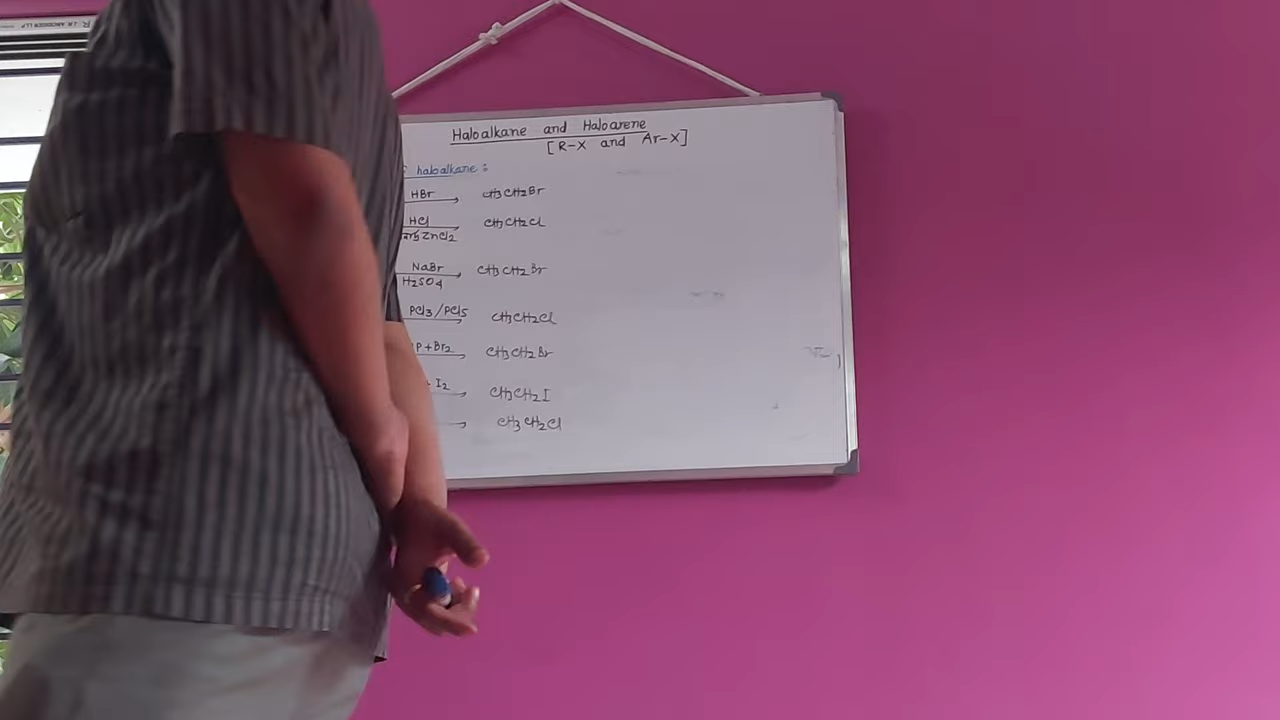 Haloalkane and Haloarene
[R-X and Ar-X]
haloalkane:
HBr → CH3CH2Br
HCl → CH3CH2Cl
ZnCl2
NaBr → CH3CH2Br
H2SO4
PCl3/PCl5 → CH3CH2Cl
P+Br2 → CH3CH2Br
I2 → CH3CH2I
→ CH3CH2Cl